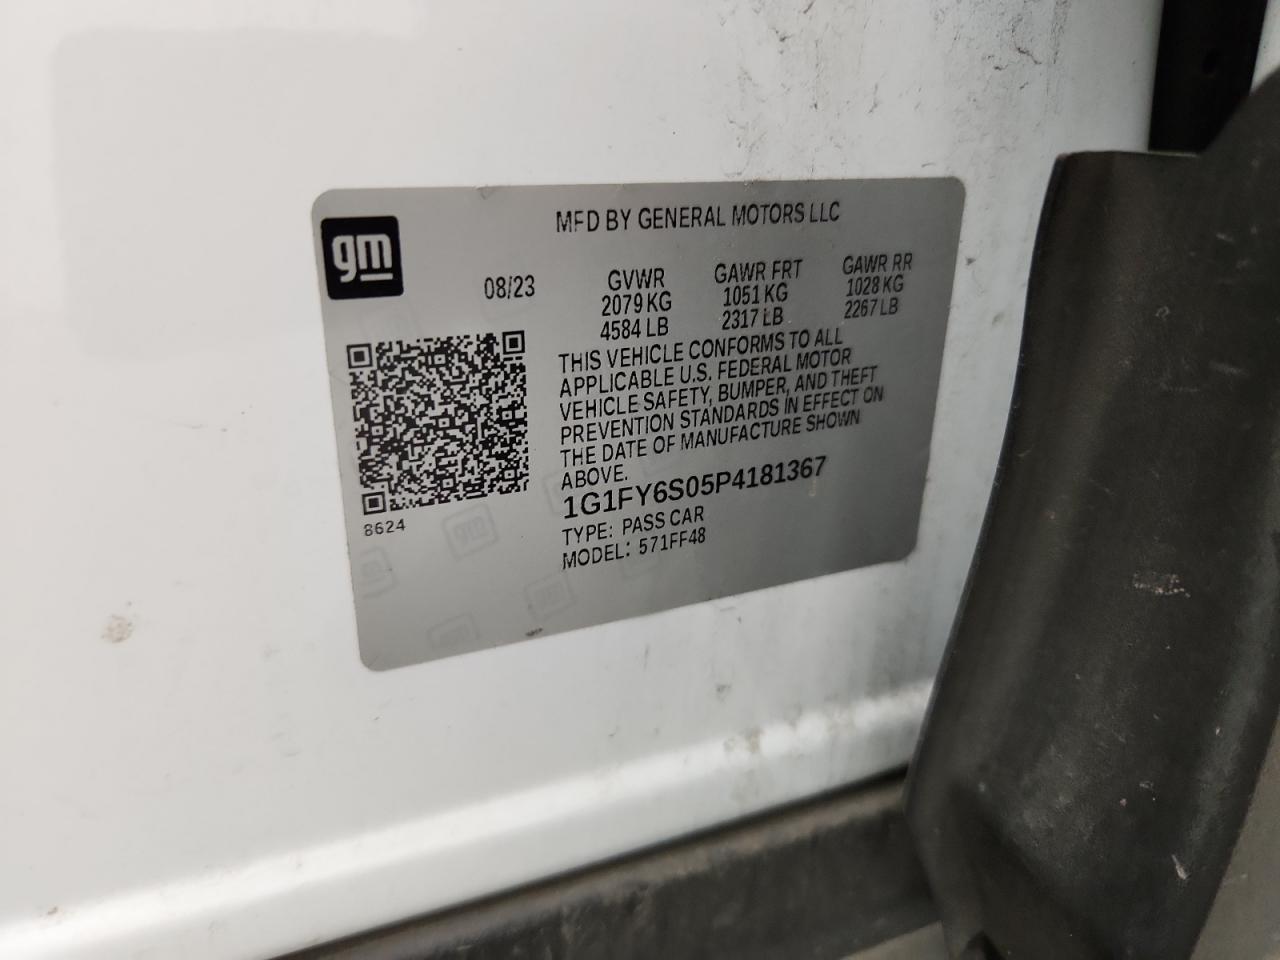 gm
MFD BY GENERAL MOTORS LLC
08/23
GVWR GAWR FRT GAWR RR
2079 KG 1051 KG 1028 KG
4584 LB 2317 LB 2267 LB
THIS VEHICLE CONFORMS TO ALL
APPLICABLE U.S. FEDERAL MOTOR
VEHICLE SAFETY, BUMPER, AND THEFT
PREVENTION STANDARDS IN EFFECT ON
THE DATE OF MANUFACTURE SHOWN
ABOVE.
1G1FY6S05P4181367
TYPE: PASS CAR
MODEL: 571FF48
8624